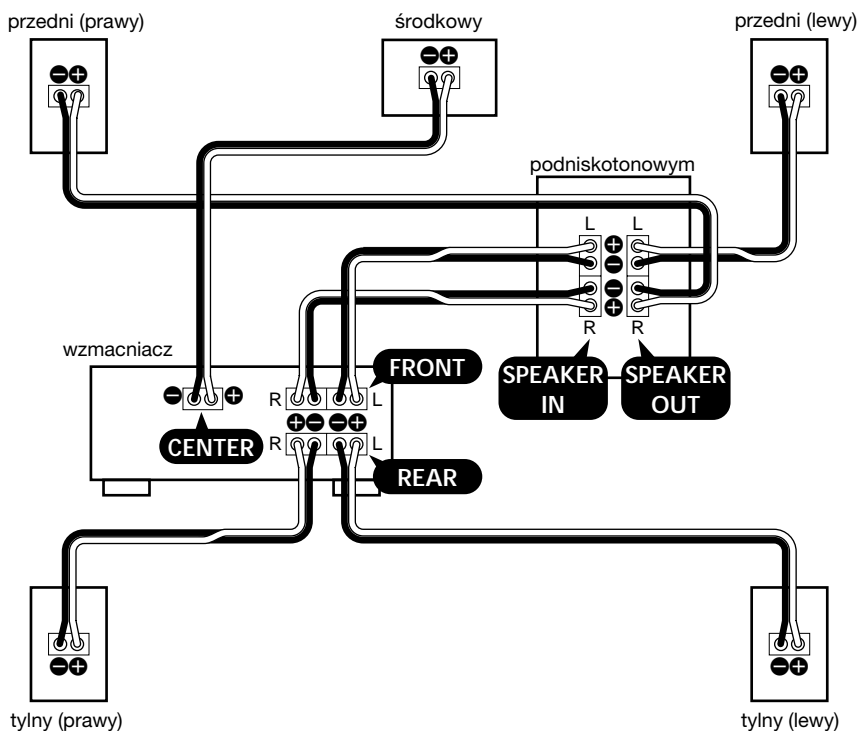 przedni (prawy)
środkowy
przedni (lewy)
podniskotonowym
L
L
R
R
SPEAKER
IN
SPEAKER
OUT
wzmacniacz
R
L
FRONT
CENTER
R
L
REAR
tylny (prawy)
tylny (lewy)